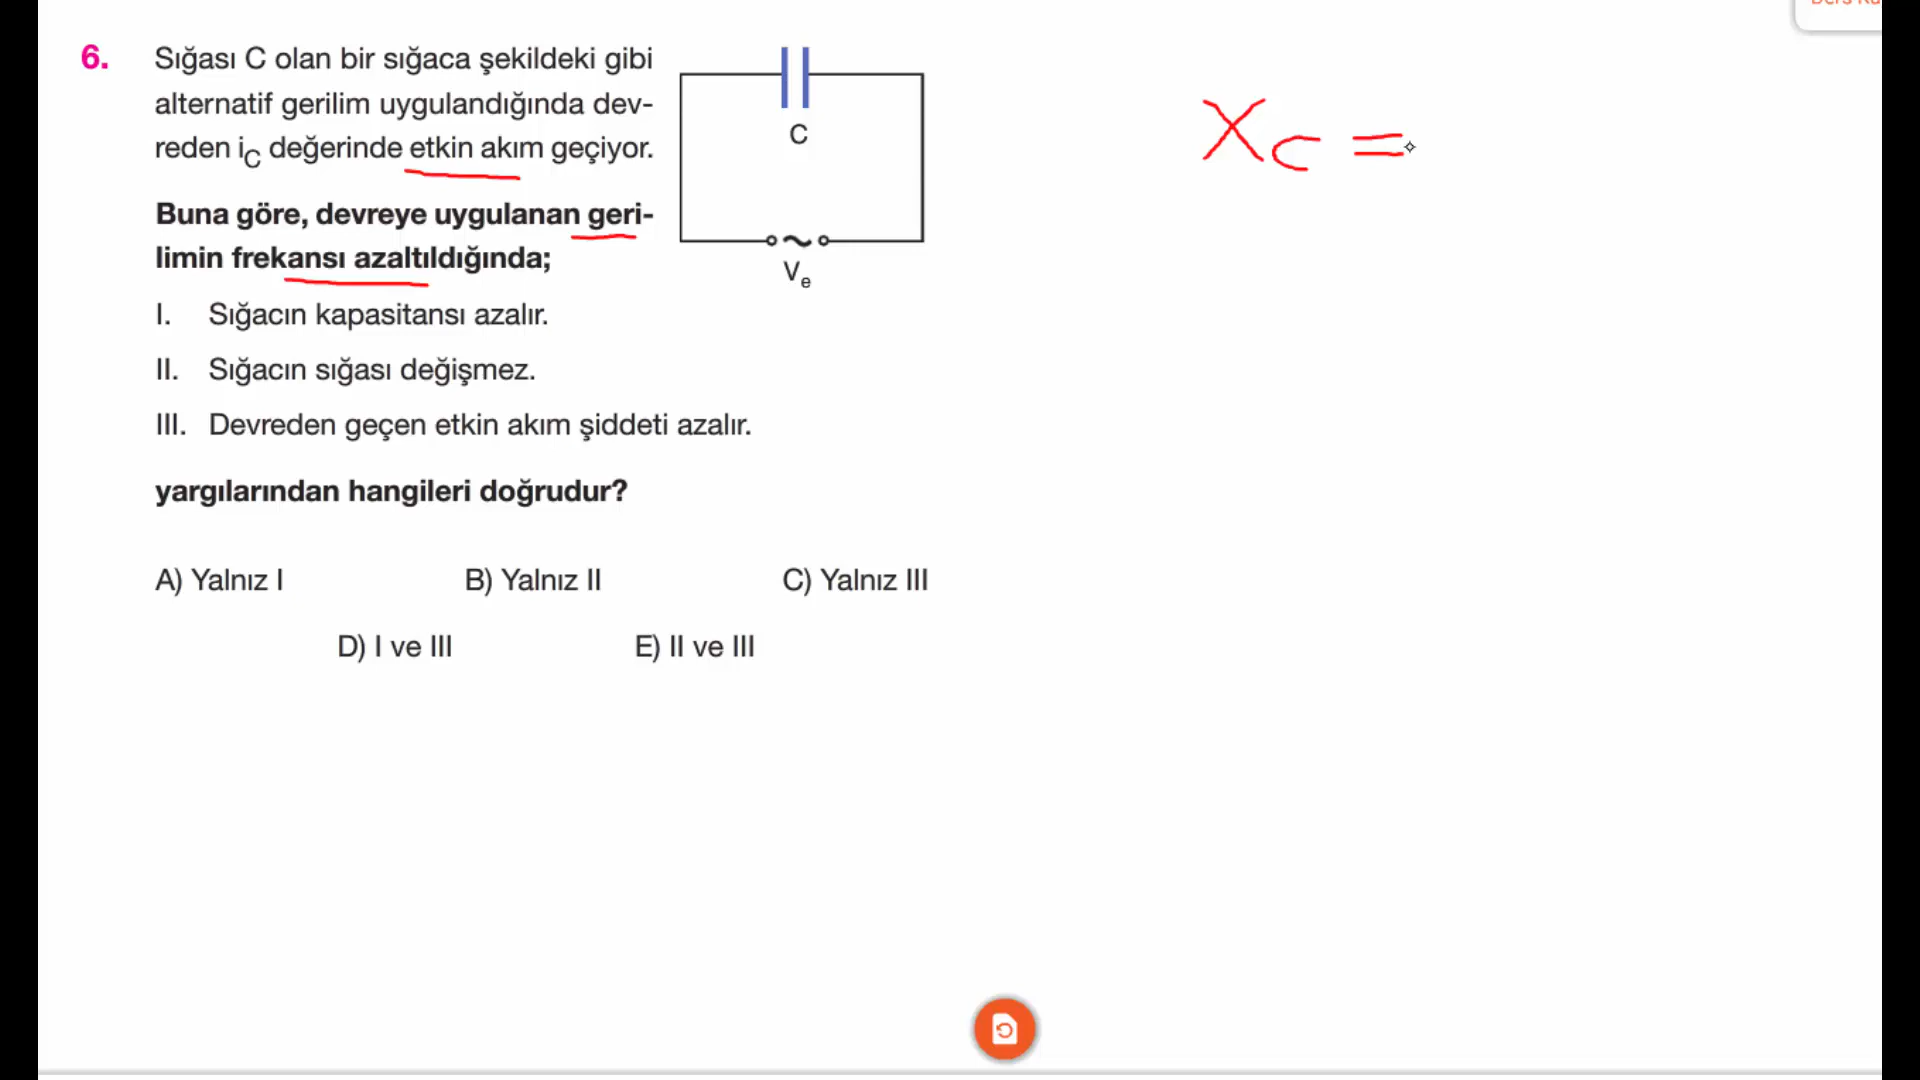 6. Sığası C olan bir sığaca şekildeki gibi
alternatif gerilim uygulandığında dev-
reden iC değerinde etkin akım geçiyor.
Buna göre, devreye uygulanan geri-
limin frekansı azaltıldığında;
I. Sığacın kapasitansı azalır.
II. Sığacın sığası değişmez.
III. Devreden geçen etkin akım şiddeti azalır.
yargılarından hangileri doğrudur?
A) Yalnız I B) Yalnız II C) Yalnız III
D) I ve III E) II ve III
C
Ve
XC =